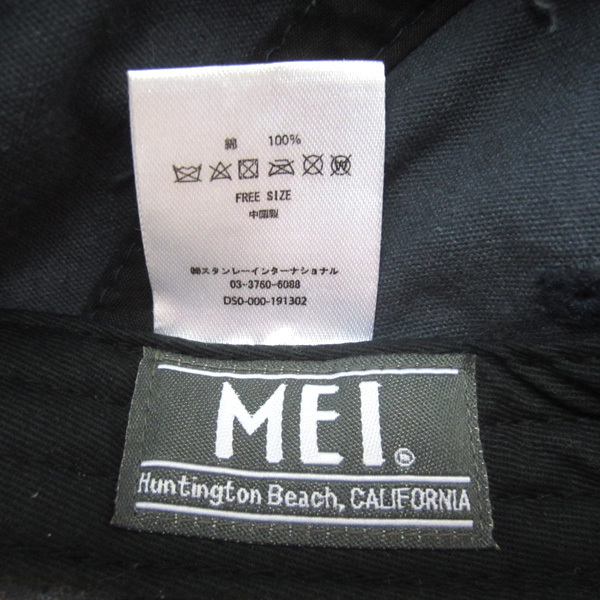 綿 100%
FREE SIZE
中国製
㈱スタンレーインターナショナル
03-3760-6088
DS0-000-191302
MEI®
Huntington Beach, CALIFORNIA